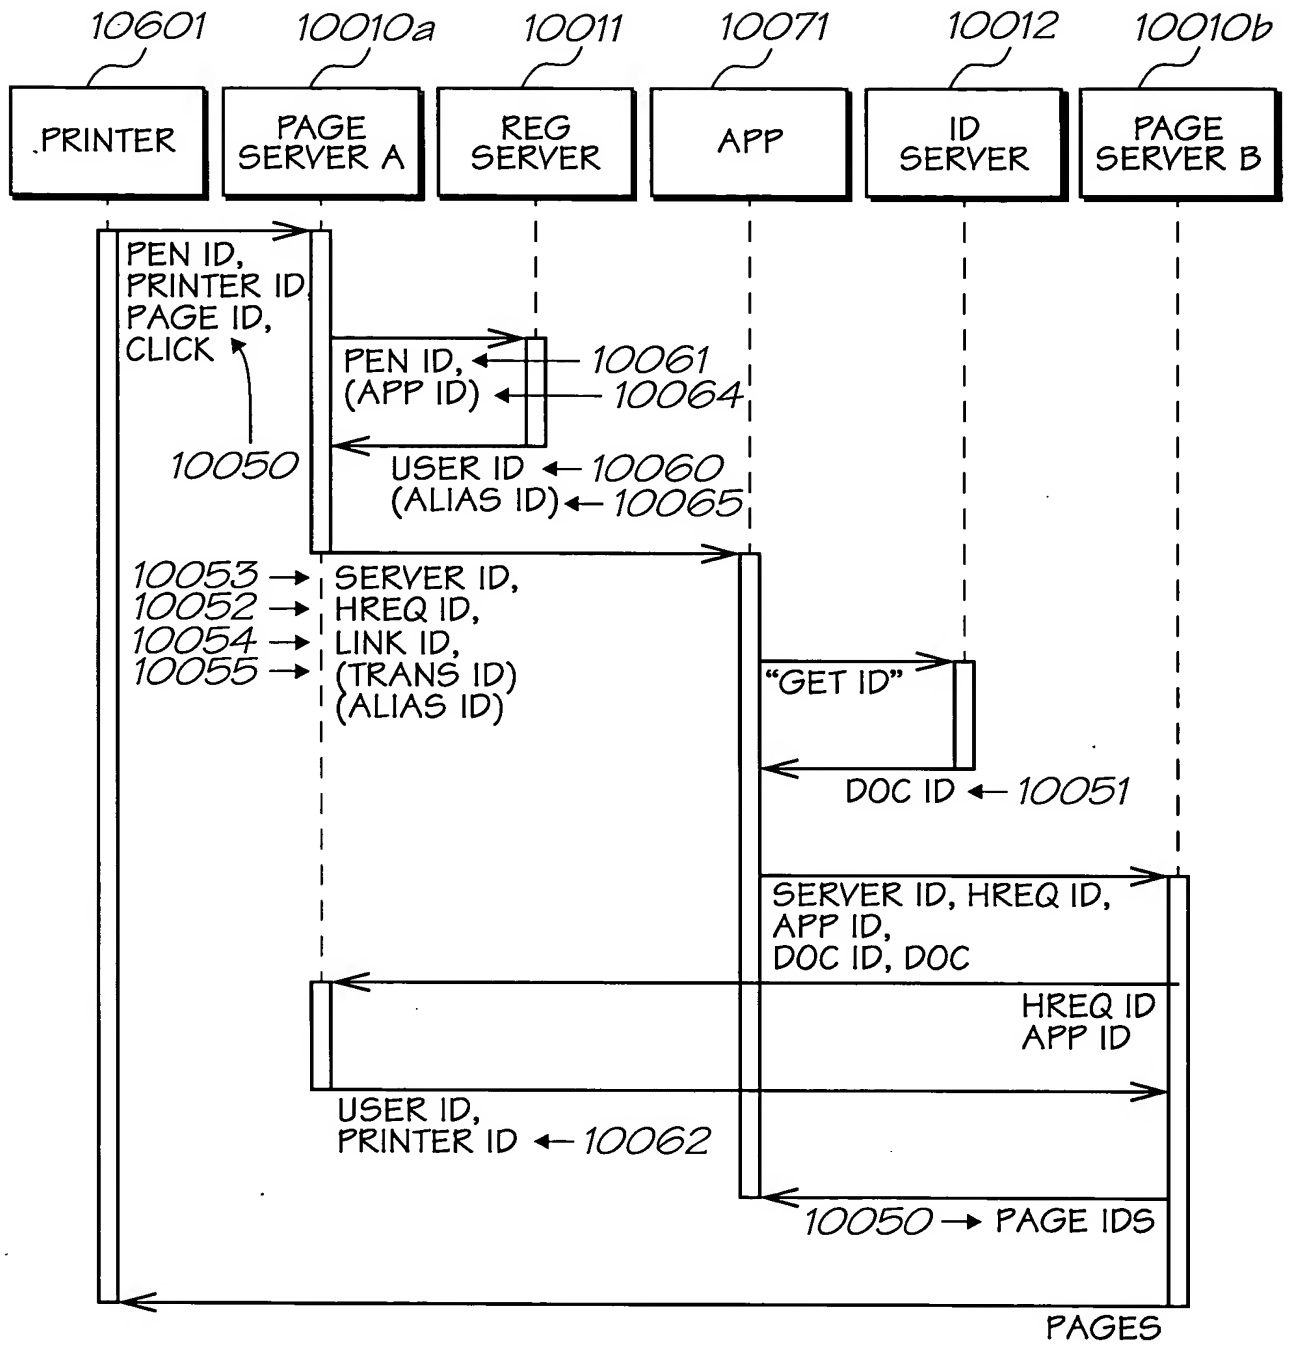 10601 10010a 10011 10071 10012 10010b
PRINTER
PAGE
SERVER A
REG
SERVER
APP
ID
SERVER
PAGE
SERVER B
PEN ID,
PRINTER ID
PAGE ID,
CLICK
10050
PEN ID, 10061
(APP ID) 10064
USER ID 10060
(ALIAS ID) 10065
10053 SERVER ID,
10052 HREQ ID,
10054 LINK ID,
10055 (TRANS ID)
(ALIAS ID)
"GET ID"
DOC ID 10051
SERVER ID, HREQ ID,
APP ID,
DOC ID, DOC
HREQ ID
APP ID
USER ID,
PRINTER ID 10062
10050 PAGE IDS
PAGES